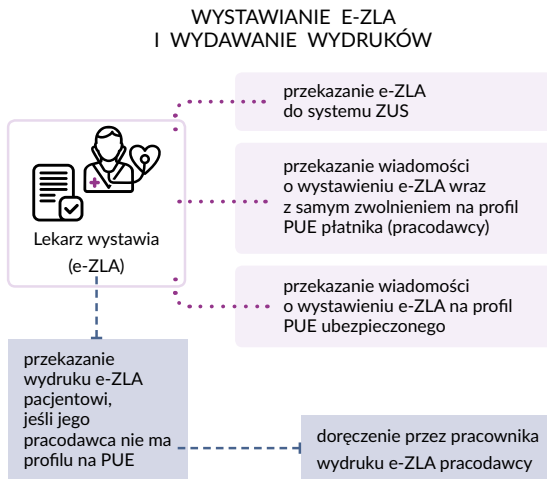 WYSTAWIANIE E-ZLA
I WYDAWANIE WYDRUKÓW
przekazanie e-ZLA
do systemu ZUS
Lekarz wystawia
(e-ZLA)
przekazanie wiadomości
o wystawieniu e-ZLA wraz
z samym zwolnieniem na profil
PUE płatnika (pracodawcy)
przekazanie wiadomości
o wystawieniu e-ZLA na profil
PUE ubezpieczonego
przekazanie
wydruku e-ZLA
pacjentowi,
jeśli jego
pracodawca nie ma
profilu na PUE
doręczenie przez pracownika
wydruku e-ZLA pracodawcy